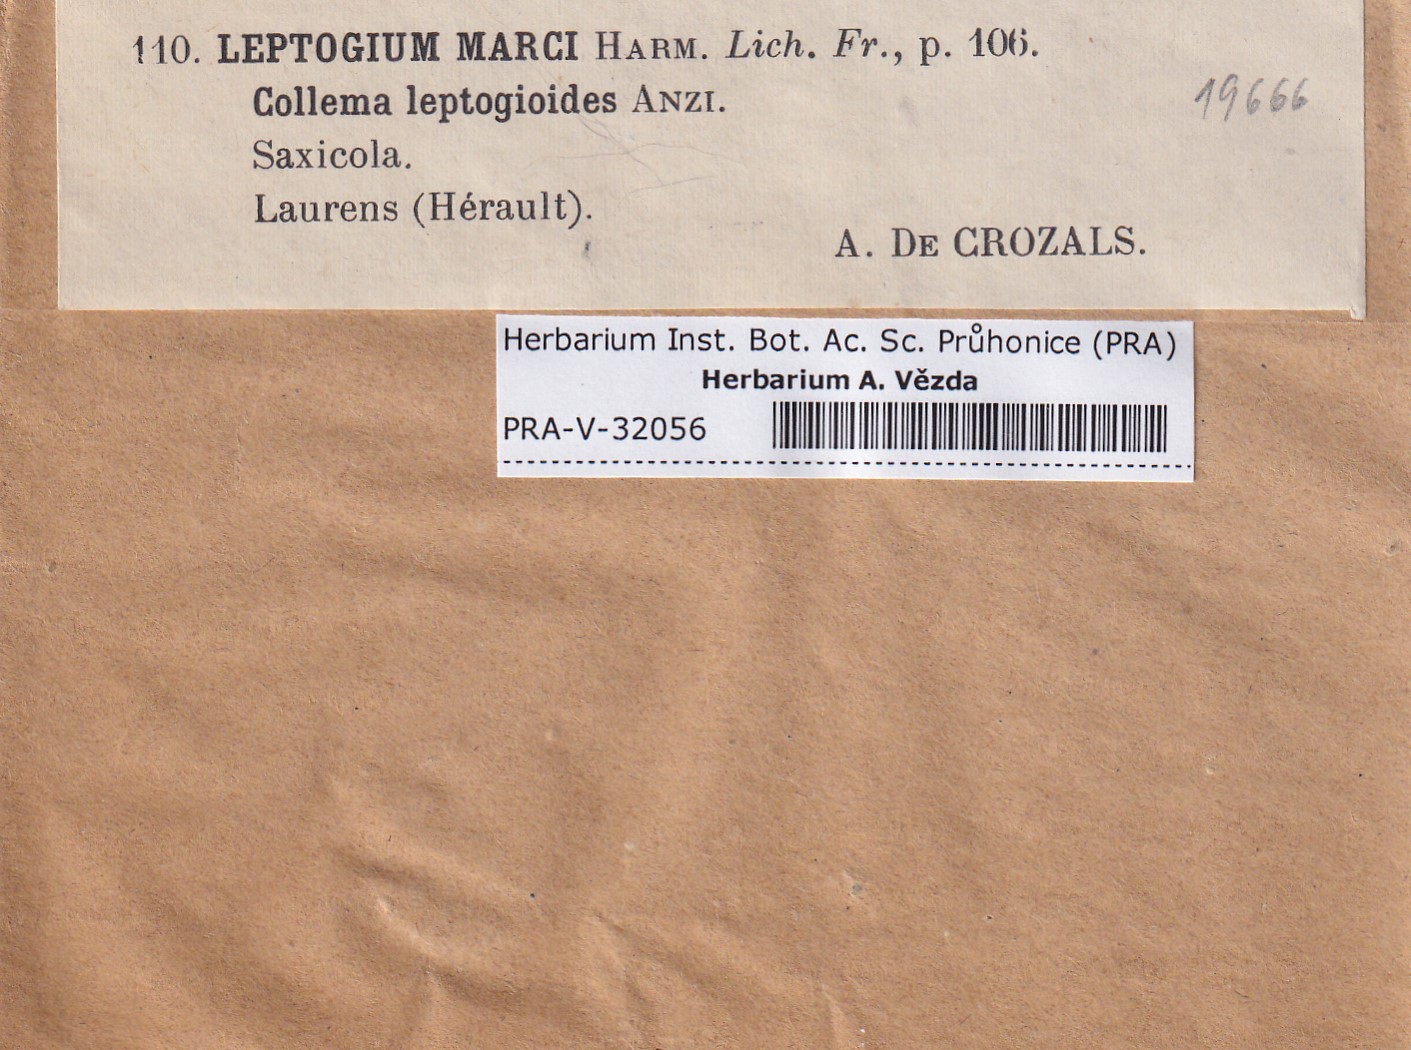 110. LEPTOGIUM MARCI HARM. Lich. Fr., p. 106.
Collema leptogioides ANZI.
19666
Saxicola.
Laurens (Hérault).
A. DE CROZALS.
Herbarium Inst. Bot. Ac. Sc. Průhonice (PRA)
Herbarium A. Vězda
PRA-V-32056